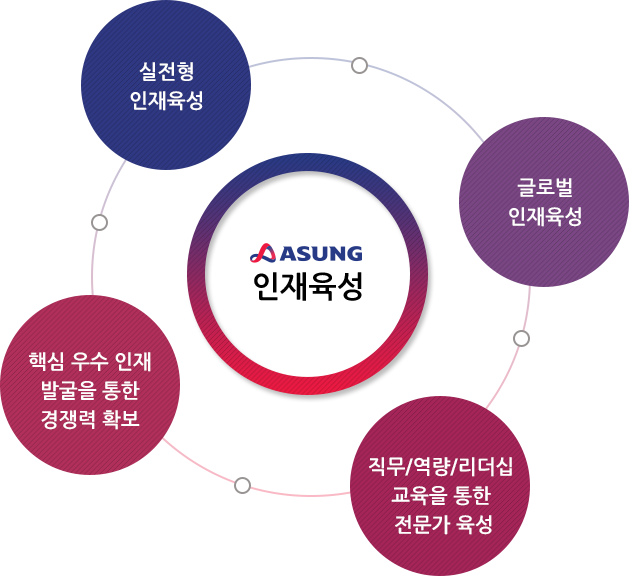 실전형
인재육성
글로벌
인재육성
ASUNG
인재육성
핵심 우수 인재
발굴을 통한
경쟁력 확보
직무/역량/리더십
교육을 통한
전문가 육성